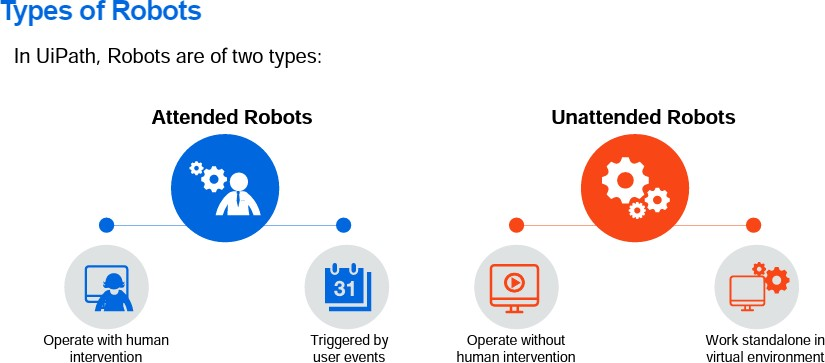 Types of Robots
In UiPath, Robots are of two types:
Attended Robots
Unattended Robots
31
Operate with human
intervention
Triggered by
user events
Operate without
human intervention
Work standalone in
virtual environment